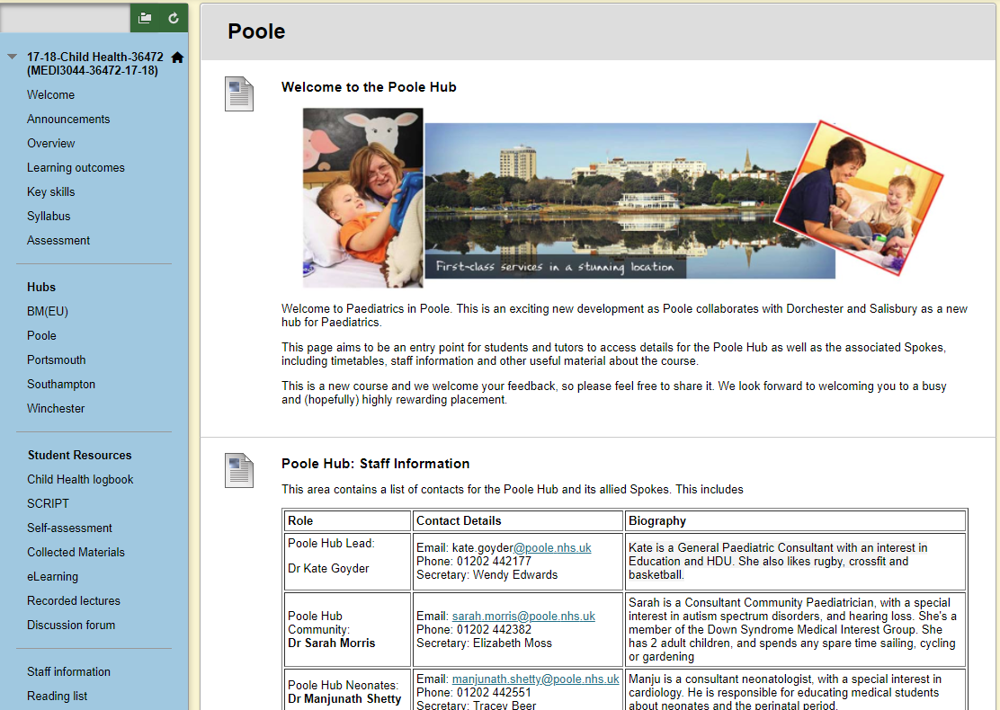 17-18-Child Health-36472
(MEDI3044-36472-17-18)
Welcome
Announcements
Overview
Learning outcomes
Key skills
Syllabus
Assessment
Hubs
BM(EU)
Poole
Portsmouth
Southampton
Winchester
Student Resources
Child Health logbook
SCRIPT
Self-assessment
Collected Materials
eLearning
Recorded lectures
Discussion forum
Staff information
Reading list
Poole
Welcome to the Poole Hub
First-class services in a stunning location
Welcome to Paediatrics in Poole. This is an exciting new development as Poole collaborates with Dorchester and Salisbury as a new
hub for Paediatrics.
This page aims to be an entry point for students and tutors to access details for the Poole Hub as well as the associated Spokes,
including timetables, staff information and other useful material about the course.
This is a new course and we welcome your feedback, so please feel free to share it. We look forward to welcoming you to a busy
and (hopefully) highly rewarding placement.
Poole Hub: Staff Information
This area contains a list of contacts for the Poole Hub and its allied Spokes. This includes
Role
Contact Details
Biography
Poole Hub Lead:
Dr Kate Goyder
Email: kate.goyder@poole.nhs.uk
Phone: 01202 442177
Secretary: Wendy Edwards
Kate is a General Paediatric Consultant with an interest in
Education and HDU. She also likes rugby, crossfit and
basketball.
Poole Hub
Community:
Dr Sarah Morris
Email: sarah.morris@poole.nhs.uk
Phone: 01202 442382
Secretary: Elizabeth Moss
Sarah is a Consultant Community Paediatrician, with a special
interest in autism spectrum disorders, and hearing loss. She's a
member of the Down Syndrome Medical Interest Group. She
has 2 adult children, and spends any spare time sailing, cycling
or gardening
Poole Hub Neonates:
Dr Manjunath Shetty
Email: manjunath.shetty@poole.nhs.uk
Phone: 01202 442551
Secretary: Tracey Beer
Manju is a consultant neonatologist, with a special interest in
cardiology. He is responsible for educating medical students
about neonates and the perinatal period.